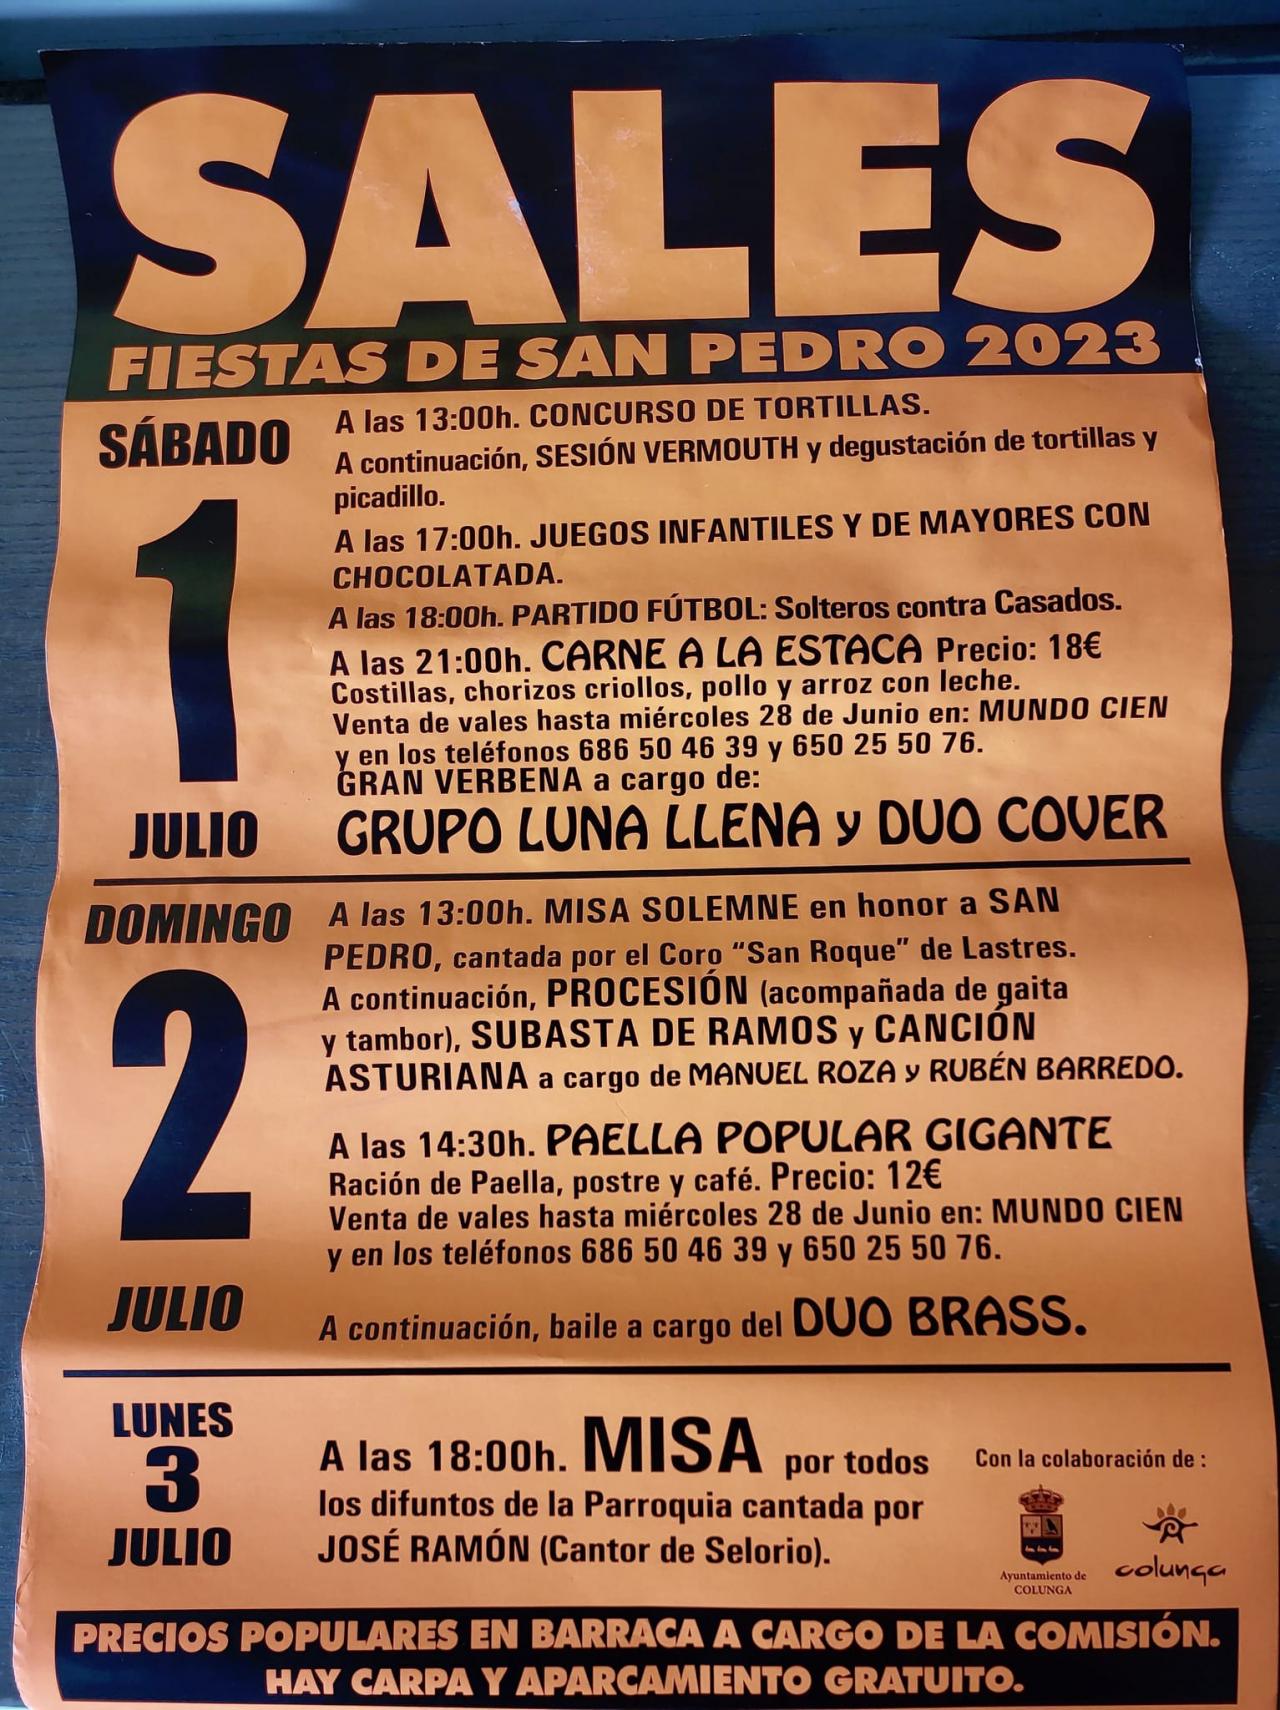 SALES
FIESTAS DE SAN PEDRO 2023
SÁBADO
1
JULIO
A las 13:00h. CONCURSO DE TORTILLAS.
A continuación, SESIÓN VERMOUTH y degustación de tortillas y
picadillo.
A las 17:00h. JUEGOS INFANTILES Y DE MAYORES CON
CHOCOLATADA.
A las 18:00h. PARTIDO FÚTBOL: Solteros contra Casados.
A las 21:00h. CARNE A LA ESTACA Precio: 18€
Costillas, chorizos criollos, pollo y arroz con leche.
Venta de vales hasta miércoles 28 de Junio en: MUNDO CIEN
y en los teléfonos 686 50 46 39 y 650 25 50 76.
GRAN VERBENA a cargo de:
GRUPO LUNA LLENA y DUO COVER
DOMINGO
2
JULIO
A las 13:00h. MISA SOLEMNE en honor a SAN
PEDRO, cantada por el Coro “San Roque” de Lastres.
A continuación, PROCESIÓN (acompañada de gaita
y tambor), SUBASTA DE RAMOS y CANCIÓN
ASTURIANA a cargo de MANUEL ROZA y RUBÉN BARREDO.
A las 14:30h. PAELLA POPULAR GIGANTE
Ración de Paella, postre y café. Precio: 12€
Venta de vales hasta miércoles 28 de Junio en: MUNDO CIEN
y en los teléfonos 686 50 46 39 y 650 25 50 76.
A continuación, baile a cargo del DUO BRASS.
LUNES
3
JULIO
A las 18:00h. MISA por todos
los difuntos de la Parroquia cantada por
JOSÉ RAMÓN (Cantor de Selorio).
Con la colaboración de :
Ayuntamiento de
COLUNGA
colunga
PRECIOS POPULARES EN BARRACA A CARGO DE LA COMISIÓN.
HAY CARPA Y APARCAMIENTO GRATUITO.